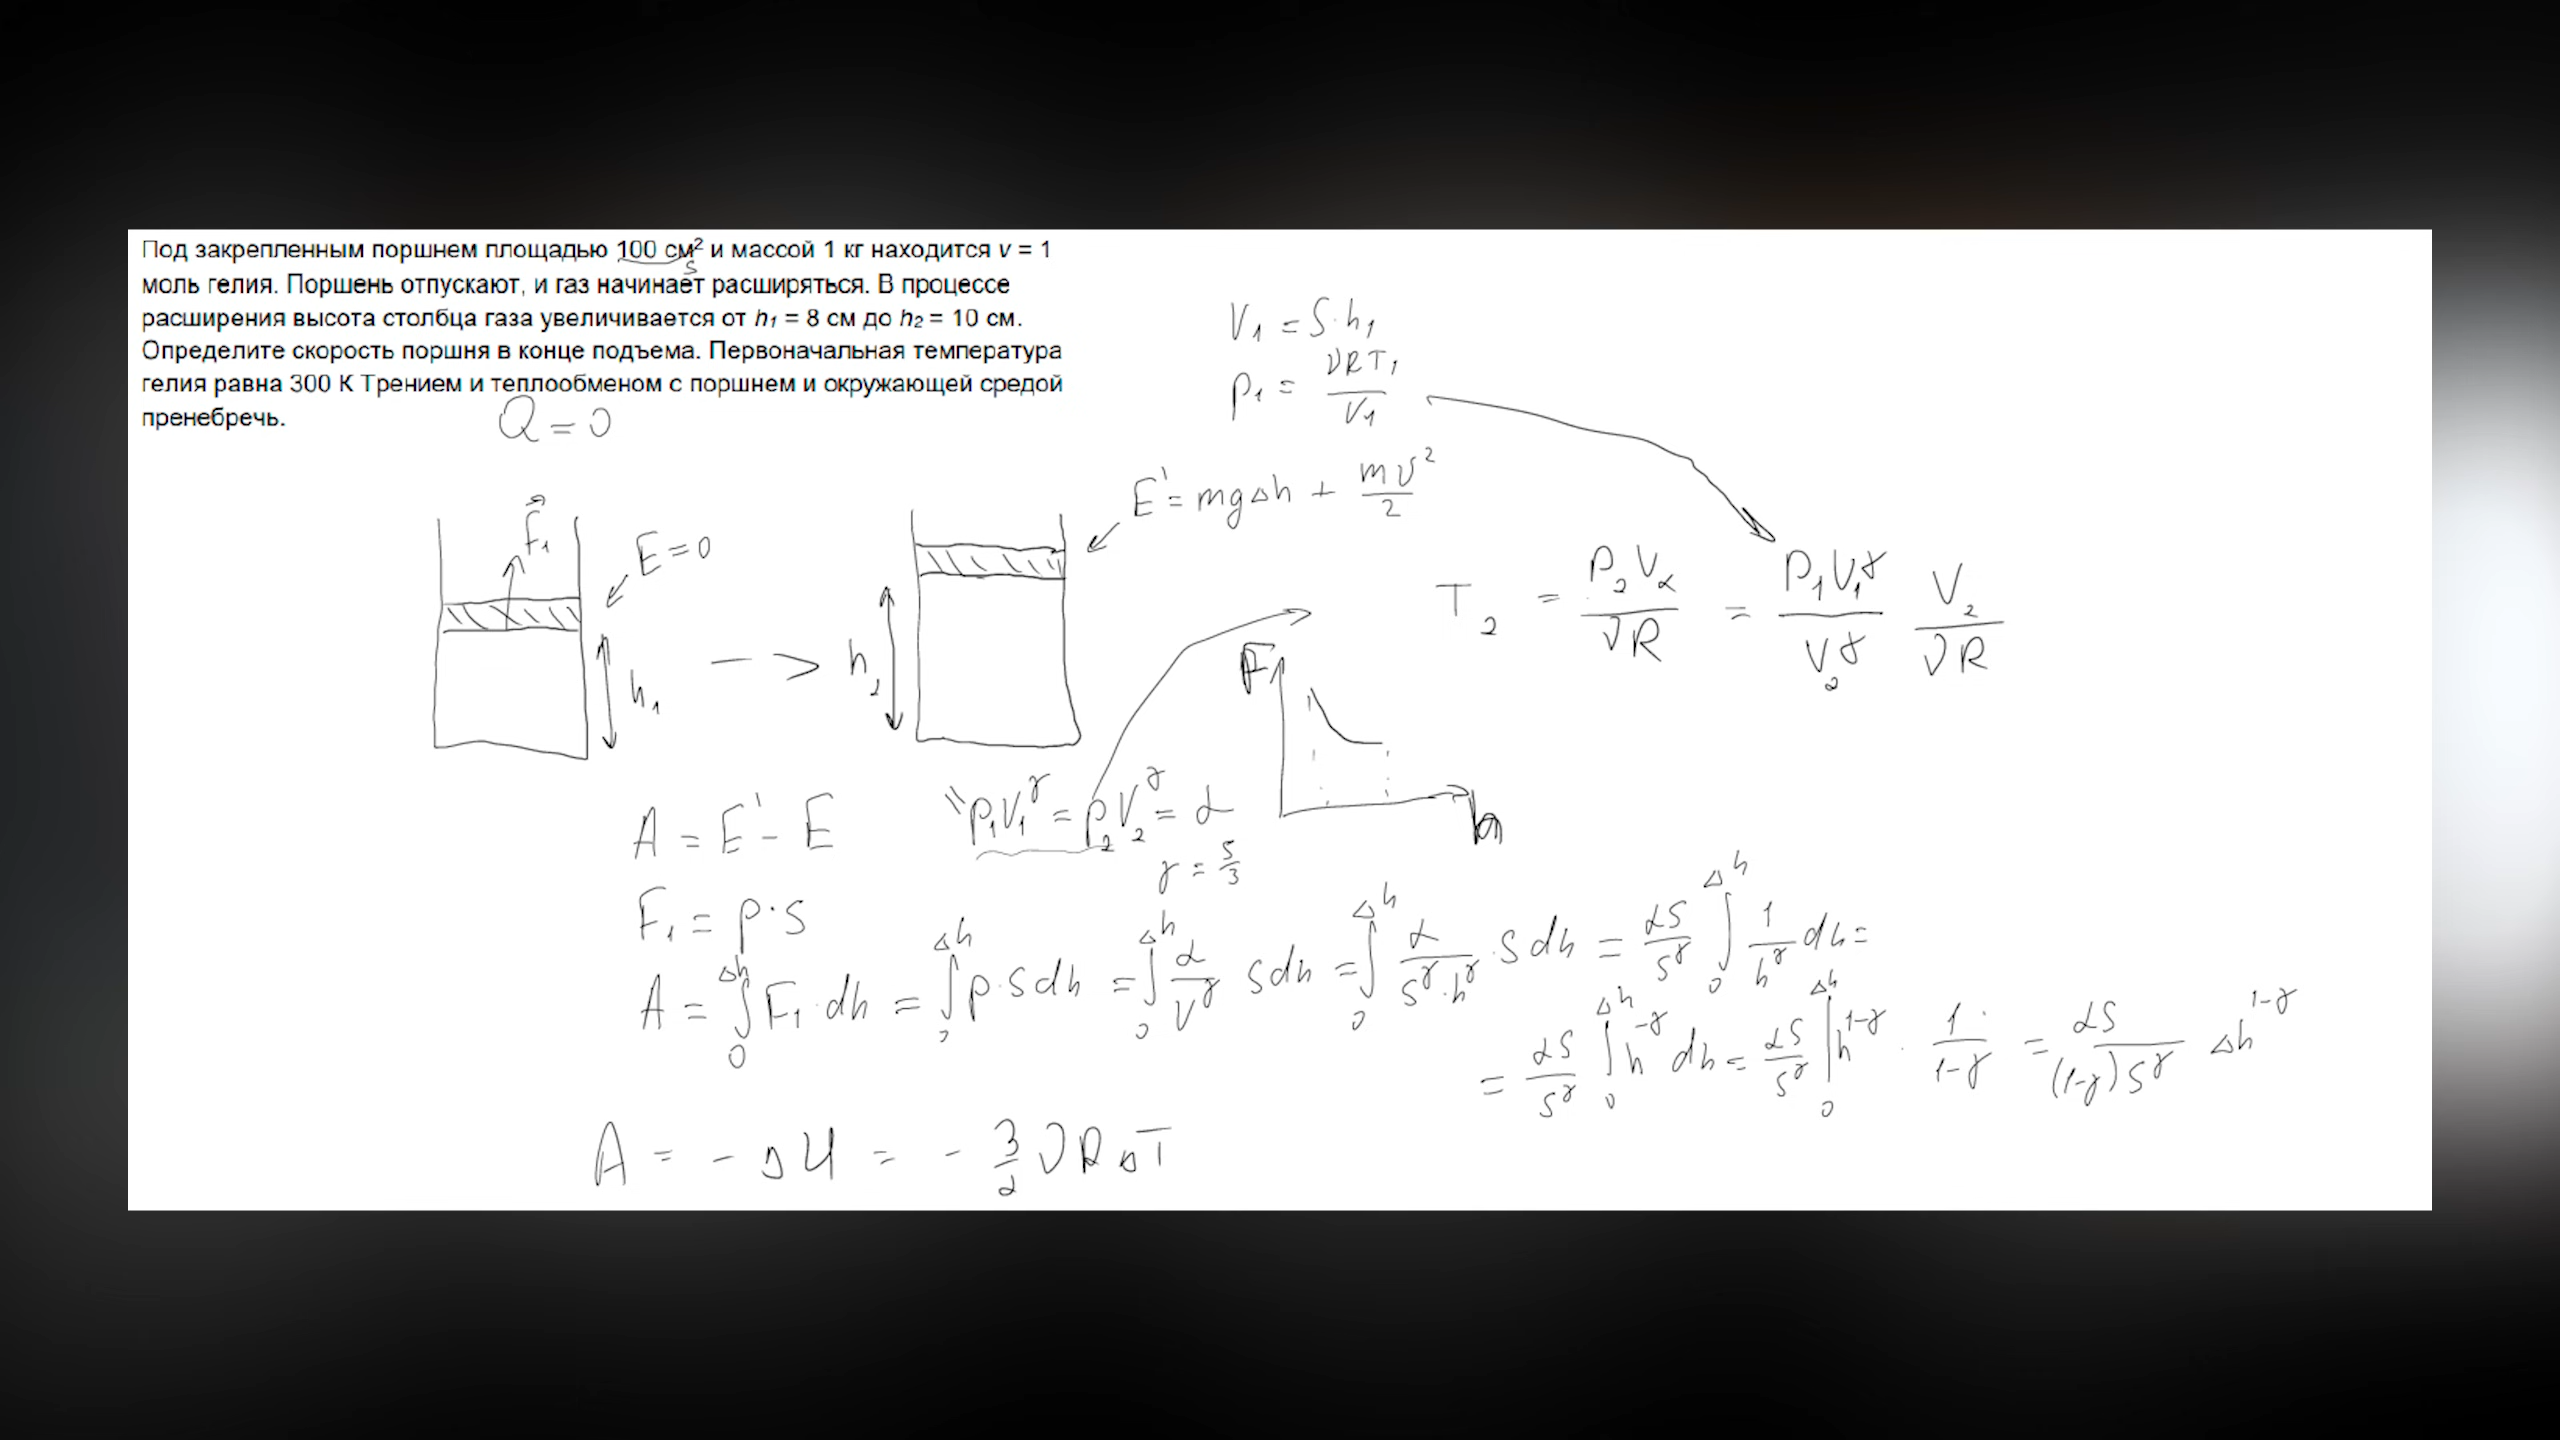 Под закрепленным поршнем площадью 100 см² и массой 1 кг находится v = 1
S
моль гелия. Поршень отпускают, и газ начинает расширяться. В процессе
расширения высота столбца газа увеличивается от h₁ = 8 см до h₂ = 10 см.
Определите скорость поршня в конце подъема. Первоначальная температура
гелия равна 300 К Трением и теплообменом с поршнем и окружающей средой
пренебречь.
Q = 0
V₁ = S·h₁
p₁ = νRT₁ / V₁
E' = mgΔh + mv²/2
F₁
E = 0
h₁
h₂
T₂ = p₂V₂ / νR = p₁V₁^γ / V₂^γ V₂ / νR
F
h
A = E' - E
p₁V₁^γ = p₂V₂^γ = α
γ = 5/3
F₁ = p·s
A = ∫₀^Δh F₁·dh = ∫₀^Δh p·s dh = ∫₀^Δh α/V^γ s dh = ∫₀^Δh α/(s^γ·h^γ)·s dh = αs/s^γ ∫₀^Δh 1/h^γ dh =
= αs/s^γ ∫₀^Δh h^-γ dh = αs/s^γ |₀^Δh h^1-γ · 1/(1-γ) = αs/((1-γ)s^γ) Δh^1-γ
A = - ΔU = - 3/2 νRΔT